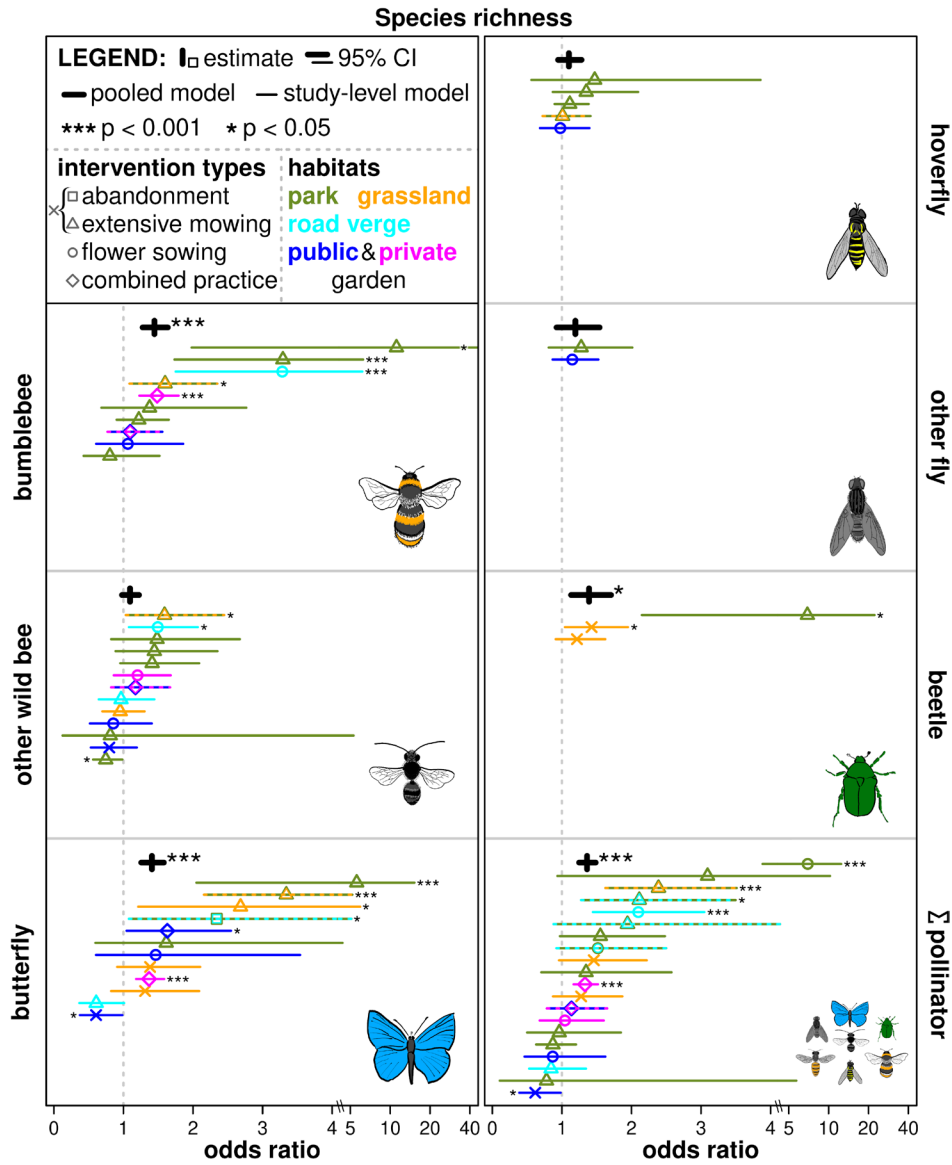 Species richness
LEGEND: estimate 95% CI
pooled model study-level model
*** p < 0.001 * p < 0.05
intervention types
× { abandonment
extensive mowing
flower sowing
combined practice
habitats
park grassland
road verge
public & private
garden
hoverfly
bumblebee
***
*
***
***
*
***
other fly
other wild bee
*
*
*
beetle
*
*
*
butterfly
***
***
***
*
*
*
***
*
Σ pollinator
***
***
***
*
***
***
*
0 1 2 3 4 5 20 40
odds ratio
0 1 2 3 4 5 10 20 40
odds ratio